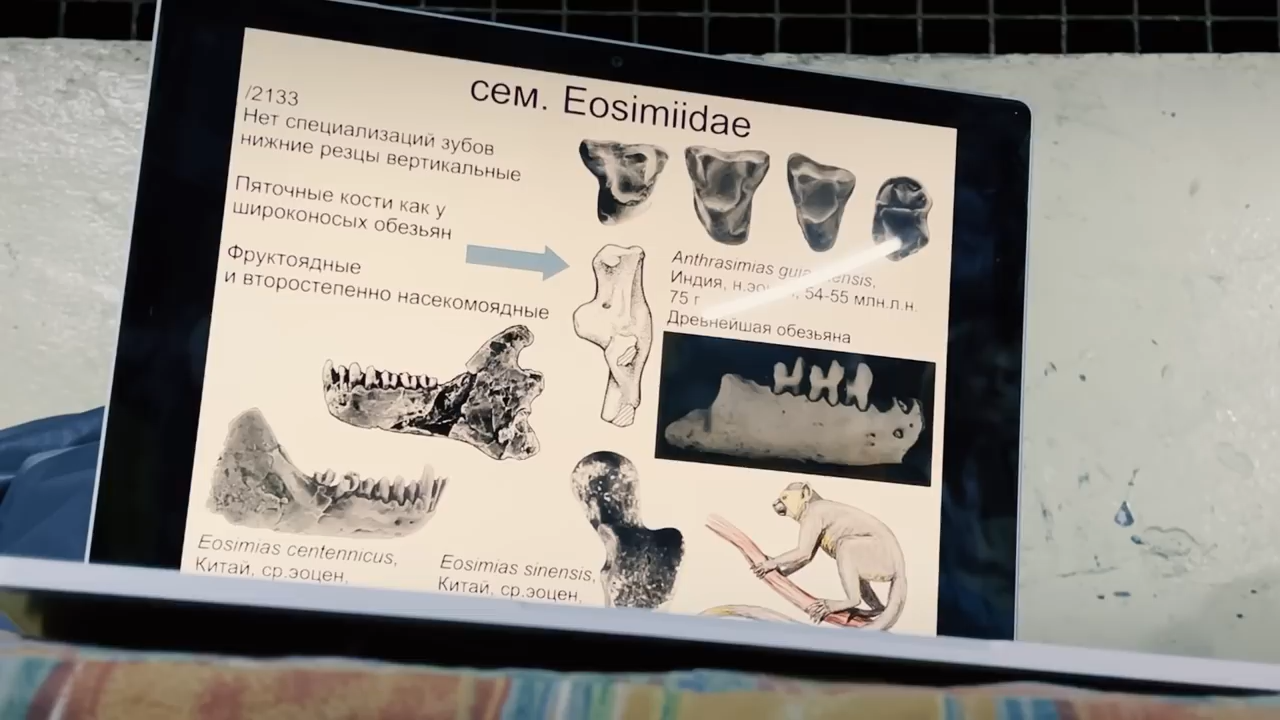 сем. Eosimiidae
/2133
Нет специализаций зубов
нижние резцы вертикальные
Пяточные кости как у
широконосых обезьян
Фруктоядные
и второстепенно насекомоядные
Anthrasimias
Индия, 54-55 млн.л.н.
75 г
Древнейшая обезьяна
Eosimias centennicus,
Китай, ср.эоцен,
Eosimias sinensis,
Китай, ср.эоцен,